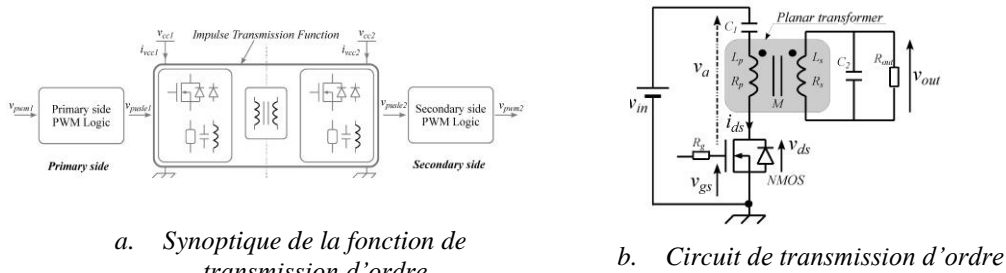 v_cc1
v_cc2
i_vcc1
Impulse Transmission Function
i_vcc2
v_pwm1
Primary side
PWM Logic
v_pusle1
v_pusle2
Secondary side
PWM Logic
v_pwm2
Primary side
Secondary side
a. Synoptique de la fonction de
transmission d'ordre
C_1
Planar transformer
v_a
L_p
R_p
M
L_s
R_s
C_2
R_out
v_out
v_in
i_ds
R_g
v_gs
v_ds
NMOS
b. Circuit de transmission d'ordre